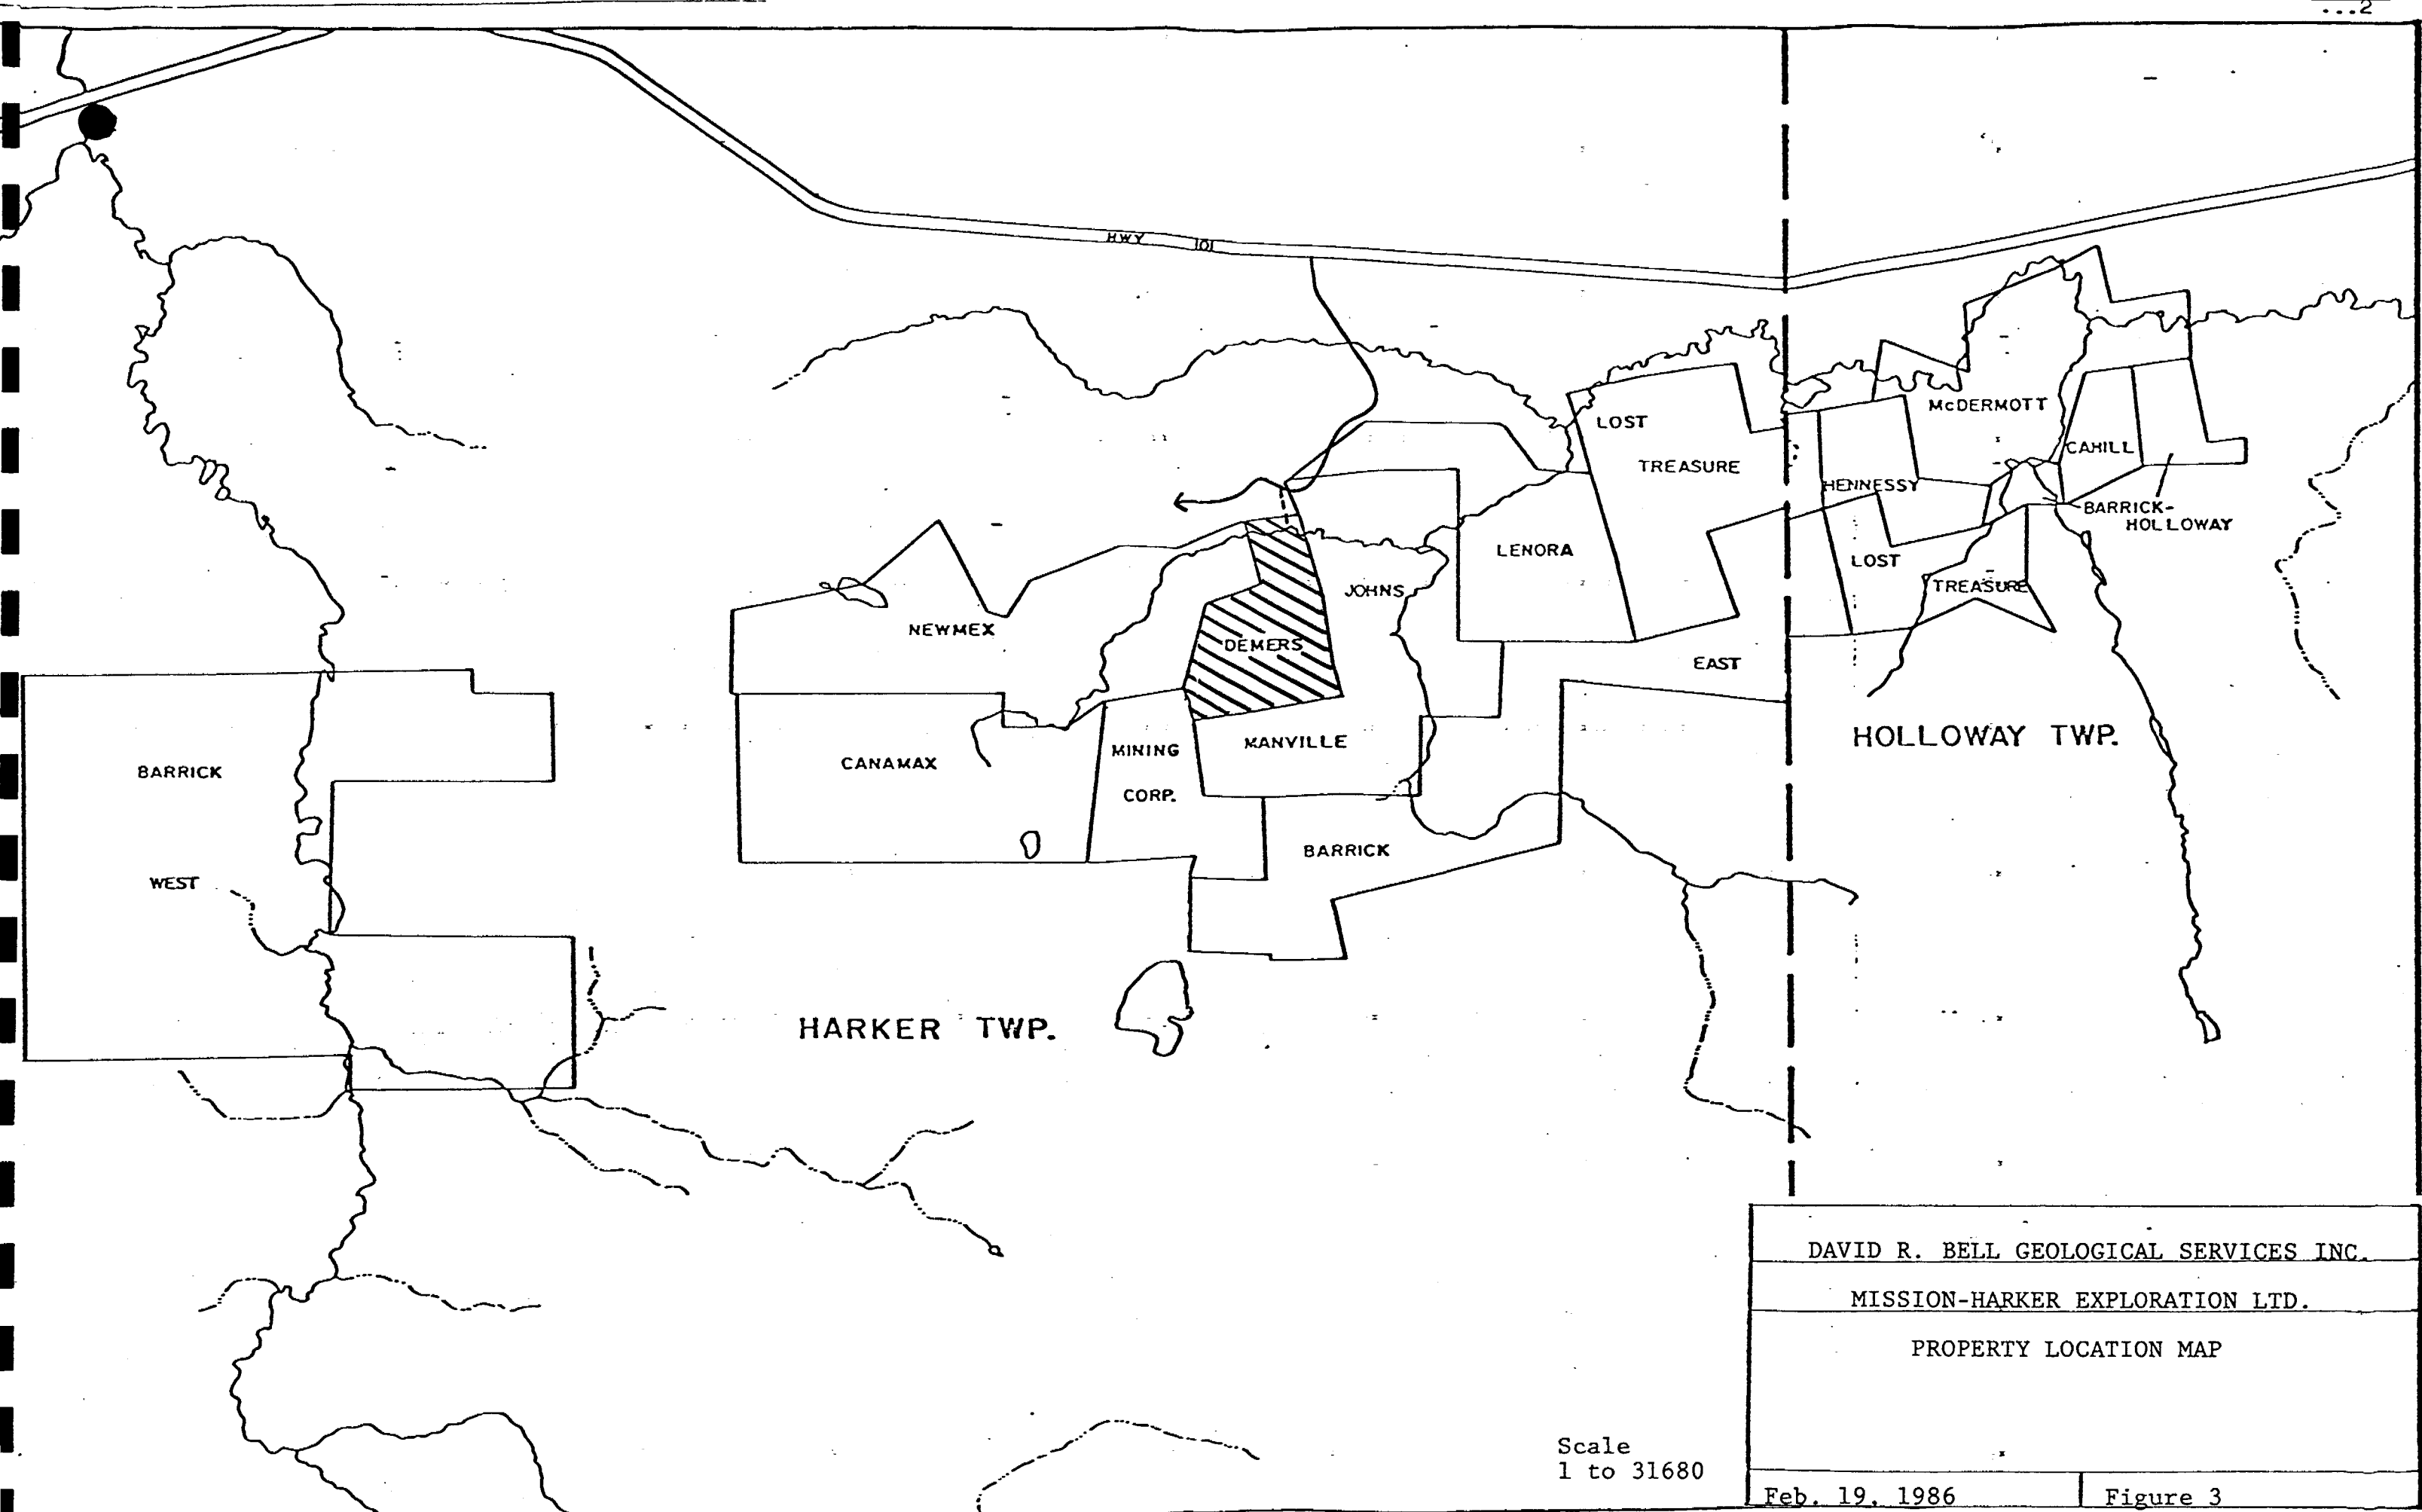 ...2
HWY 101
LOST
McDERMOTT
TREASURE
CAHILL
HENNESSY
BARRICK-
HOLLOWAY
LENORA
LOST
JOHNS
TREASURE
NEWMEX
DEMERS
EAST
HOLLOWAY TWP.
BARRICK
CANAMAX
MINING
MANVILLE
CORP.
BARRICK
WEST
HARKER TWP.
DAVID R. BELL GEOLOGICAL SERVICES INC.
MISSION-HARKER EXPLORATION LTD.
PROPERTY LOCATION MAP
Scale
1 to 31680
Feb. 19, 1986
Figure 3